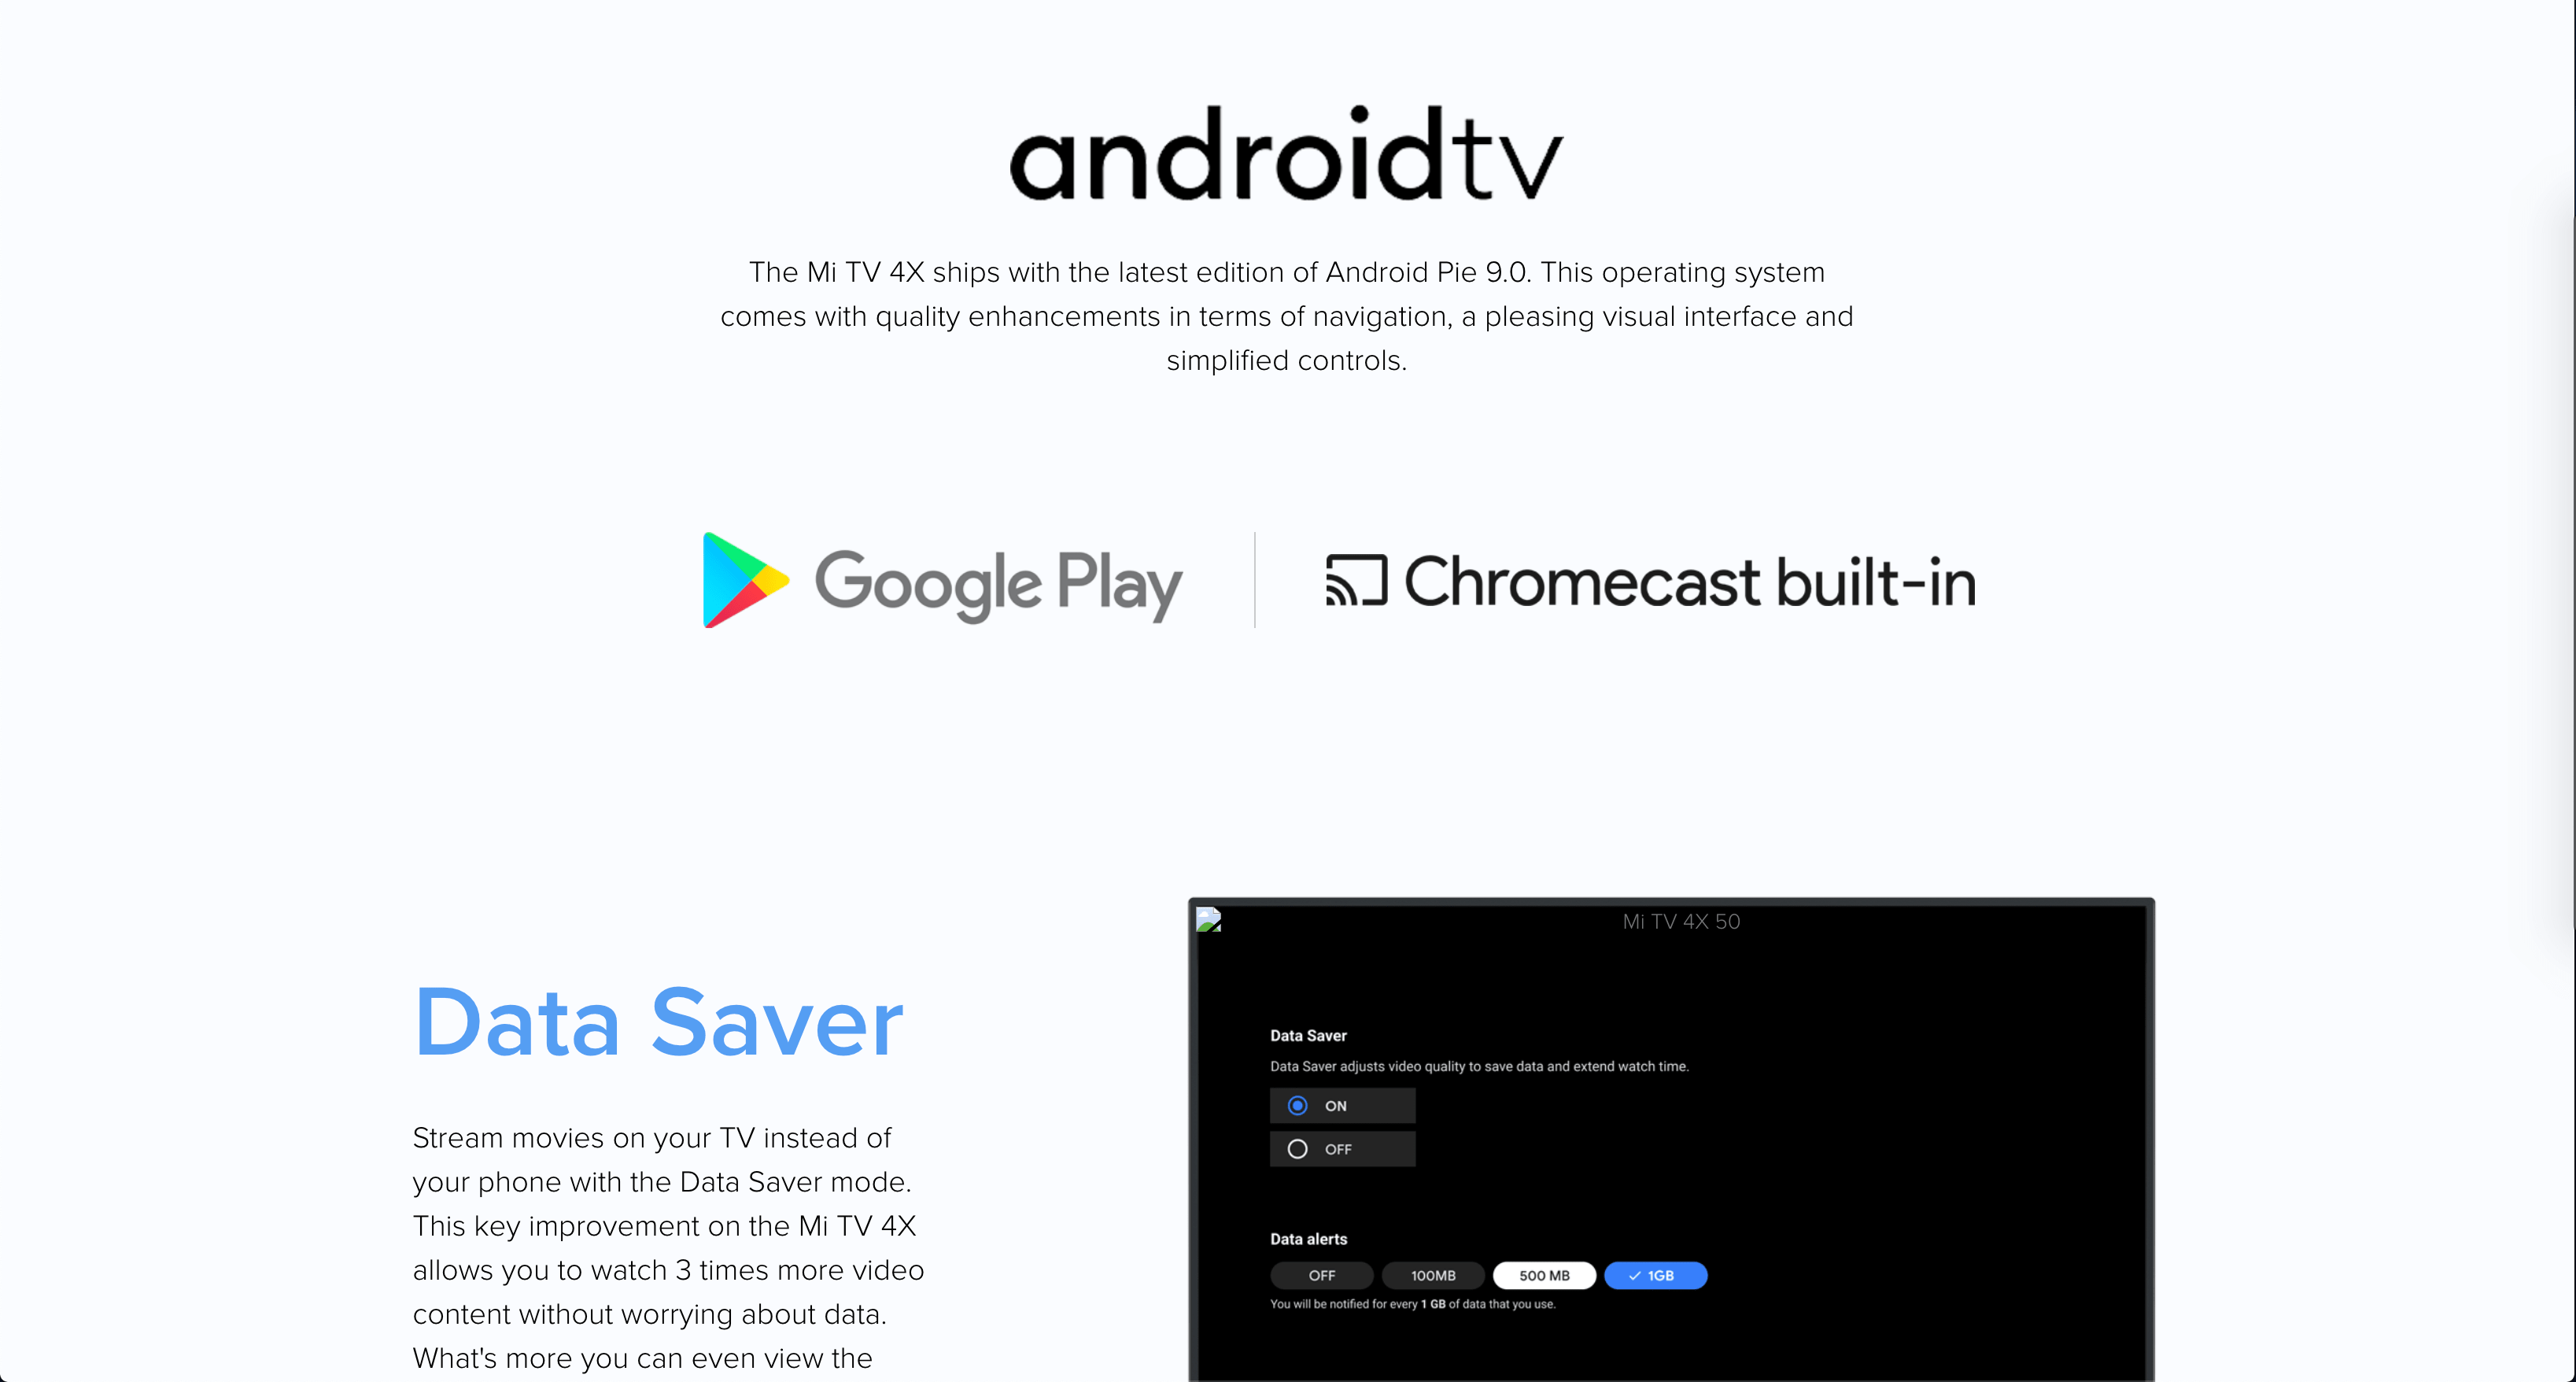 androidtv
The Mi TV 4X ships with the latest edition of Android Pie 9.0. This operating system
comes with quality enhancements in terms of navigation, a pleasing visual interface and
simplified controls.
Google Play
Chromecast built-in
Data Saver
Stream movies on your TV instead of
your phone with the Data Saver mode.
This key improvement on the Mi TV 4X
allows you to watch 3 times more video
content without worrying about data.
What's more you can even view the
Mi TV 4X 50
Data Saver
Data Saver adjusts video quality to save data and extend watch time.
ON
OFF
Data alerts
OFF 100MB 500 MB 1GB
You will be notified for every 1 GB of data that you use.